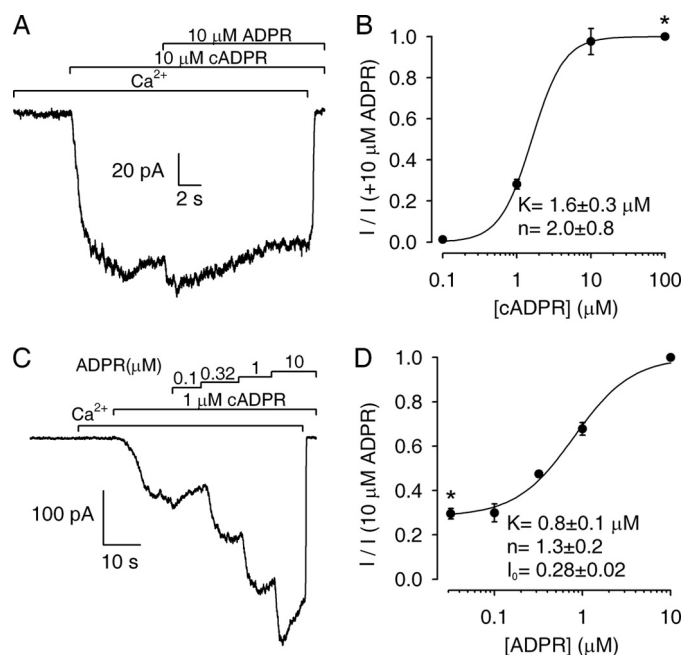 A
10 µM ADPR
10 µM cADPR
Ca²⁺
20 pA
2 s
B
I / I (+10 µM ADPR)
1.0
0.8
0.6
0.4
0.2
0.0
*
K= 1.6±0.3 µM
n= 2.0±0.8
0.1
1
10
100
[cADPR] (µM)
C
ADPR(µM)
0.1
0.32
1
10
1 µM cADPR
Ca²⁺
100 pA
10 s
D
I / I (10 µM ADPR)
1.0
0.8
0.6
0.4
0.2
0.0
*
K= 0.8±0.1 µM
n= 1.3±0.2
I₀= 0.28±0.02
0.1
1
10
[ADPR] (µM)